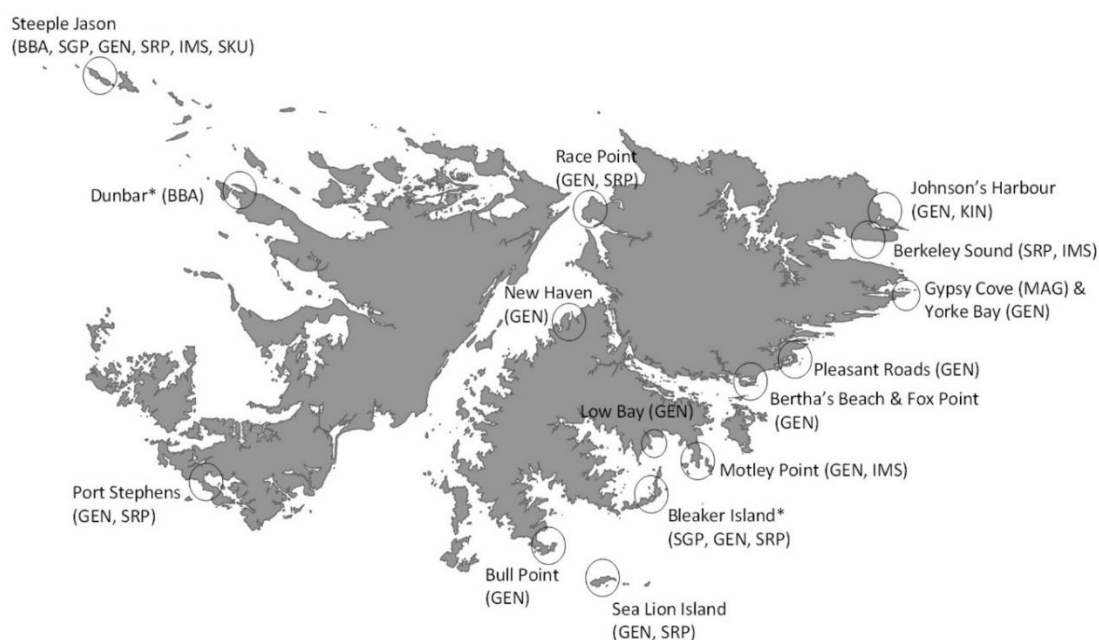 Steeple Jason
(BBA, SGP, GEN, SRP, IMS, SKU)
Dunbar* (BBA)
Race Point
(GEN, SRP)
Johnson's Harbour
(GEN, KIN)
Berkeley Sound (SRP, IMS)
Gypsy Cove (MAG) &
Yorke Bay (GEN)
New Haven
(GEN)
Pleasant Roads (GEN)
Bertha's Beach & Fox Point
(GEN)
Low Bay (GEN)
Motley Point (GEN, IMS)
Port Stephens
(GEN, SRP)
Bleaker Island*
(SGP, GEN, SRP)
Bull Point
(GEN)
Sea Lion Island
(GEN, SRP)